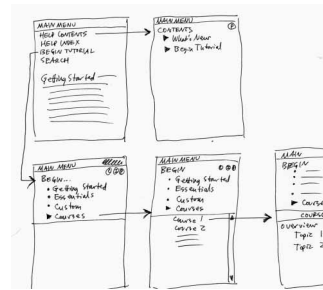 MAIN MENU
HELP CONTENTS
HELP INDEX
BEGIN TUTORIAL
SEARCH
Getting Started
MAIN MENU
CONTENTS
What's New
Begin Tutorial
MAIN MENU
BEGIN...
• Getting Started
• Essentials
• Custom
▶ Courses
MAIN MENU
BEGIN
• Getting Started
• Essentials
• Custom
▶ Courses
Course 1
Course 2
MAIN
BEGIN
▶ Course
COURSE
Overview
Topic 1
Topic 2